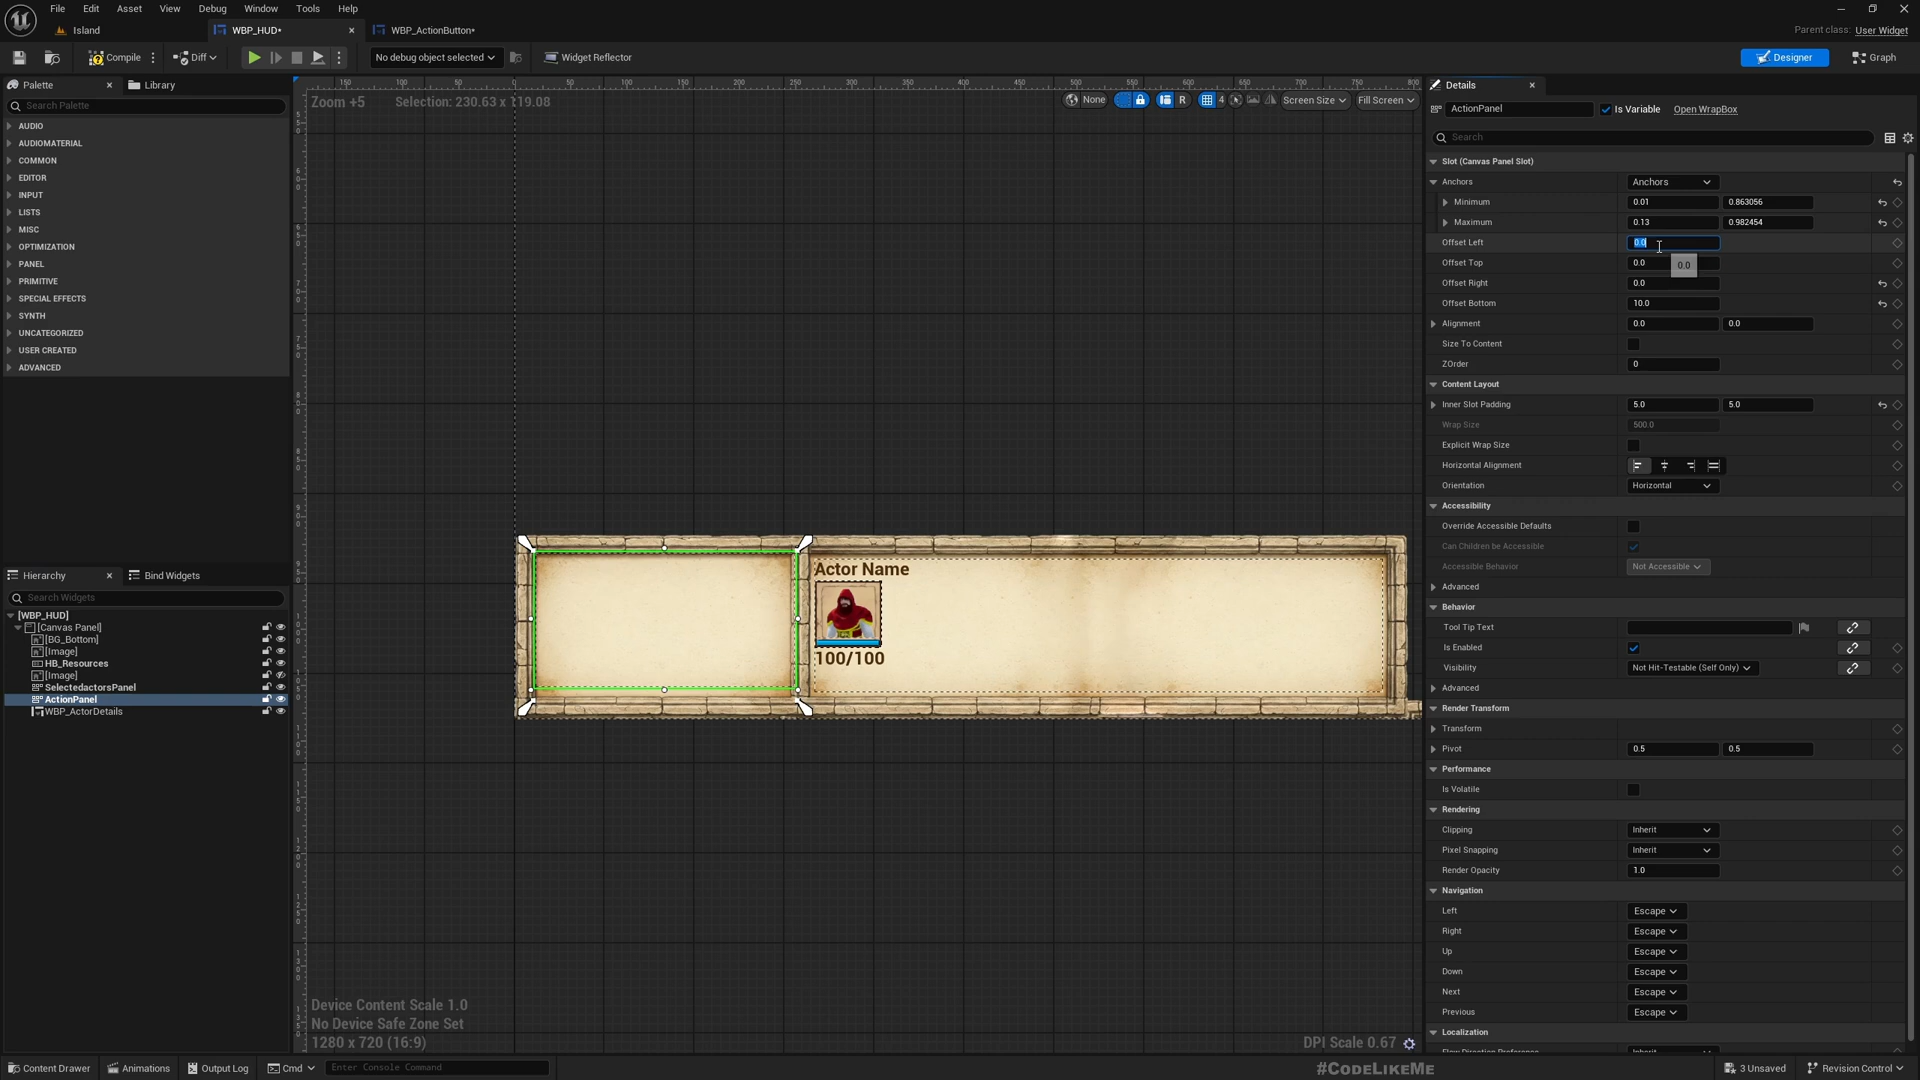 File Edit Asset View Debug Window Tools Help
Island
WBP_HUD*
WBP_ActionButton*
Parent class: User Widget
Compile
Diff
No debug object selected
Widget Reflector
Designer
Graph
Palette
Library
Search Palette
AUDIO
AUDIOMATERIAL
COMMON
EDITOR
INPUT
LISTS
MISC
OPTIMIZATION
PANEL
PRIMITIVE
SPECIAL EFFECTS
SYNTH
UNCATEGORIZED
USER CREATED
ADVANCED
Hierarchy
Bind Widgets
Search Widgets
[WBP_HUD]
[Canvas Panel]
[BG_Bottom]
[Image]
HB_Resources
[Image]
SelectedactorsPanel
ActionPanel
WBP_ActorDetails
Zoom +5
Selection: 230.63 x 119.08
None
R
4
Screen Size
Fill Screen
Actor Name
100/100
Device Content Scale 1.0
No Device Safe Zone Set
1280 x 720 (16:9)
DPI Scale 0.67
Details
ActionPanel
Is Variable
Open WrapBox
Search
Slot (Canvas Panel Slot)
Anchors Anchors
Minimum 0.01 0.863056
Maximum 0.13 0.982454
Offset Left 0.0
Offset Top 0.0
0.0
Offset Right 0.0
Offset Bottom 10.0
Alignment 0.0 0.0
Size To Content
ZOrder 0
Content Layout
Inner Slot Padding 5.0 5.0
Wrap Size 500.0
Explicit Wrap Size
Horizontal Alignment
Orientation Horizontal
Accessibility
Override Accessible Defaults
Can Children be Accessible
Accessible Behavior Not Accessible
Advanced
Behavior
Tool Tip Text
Is Enabled
Visibility Not Hit-Testable (Self Only)
Advanced
Render Transform
Transform
Pivot 0.5 0.5
Performance
Is Volatile
Rendering
Clipping Inherit
Pixel Snapping Inherit
Render Opacity 1.0
Navigation
Left Escape
Right Escape
Up Escape
Down Escape
Next Escape
Previous Escape
Localization
Content Drawer
Animations
Output Log
Cmd
Enter Console Command
#CODELIKEME
3 Unsaved
Revision Control